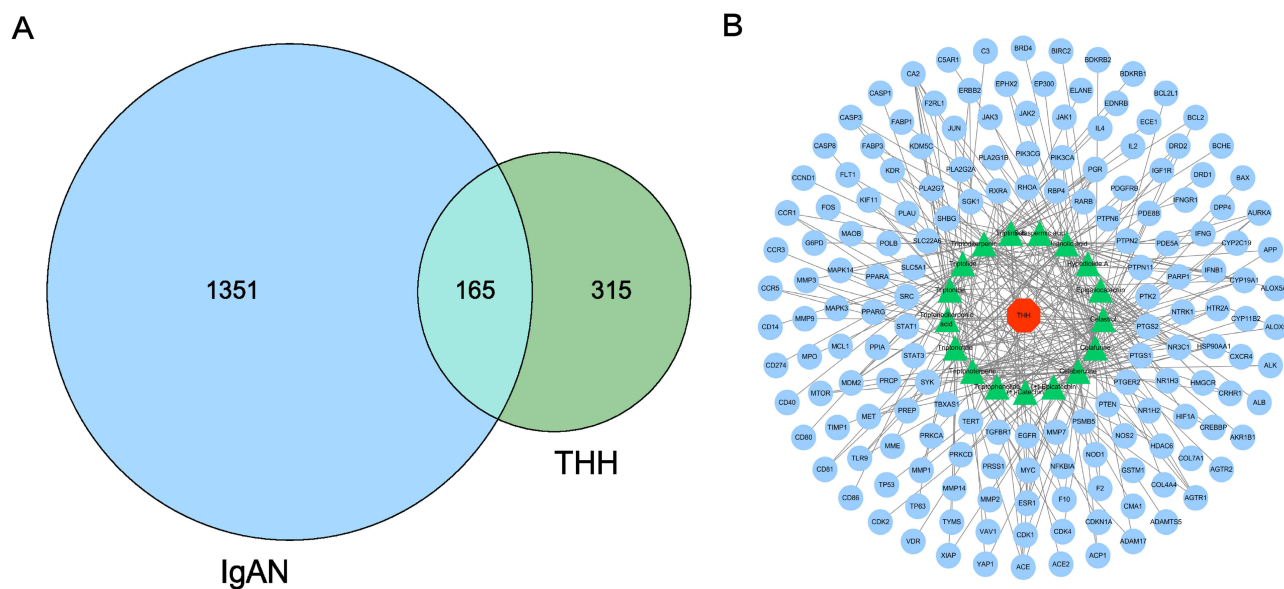 A
B
1351
165
315
IgAN
THH
C3
BRD4
BIRC2
C5AR1
BDKRB2
CA2
ERBB2
EPHX2
EP300
ELANE
BDKRB1
CASP1
F2RL1
JAK3
JAK2
JAK1
EDNRB
BCL2L1
CASP3
FABP1
JUN
IL4
ECE1
BCL2
CASP8
FABP3
KDM5C
PLA2G1B
PIK3CG
PIK3CA
IL2
DRD2
BCHE
CCND1
FLT1
KDR
PLA2G2A
PGR
IGF1R
DRD1
BAX
CCR1
FOS
KIF11
PLAU
PLA2G7
SGK1
RXRA
RHOA
RBP4
RARB
PDGFRB
PDE8B
IFNGR1
DPP4
AURKA
CCR3
G6PD
MAOB
POLB
SHBG
SLC22A6
PTPN6
PTPN2
PDE5A
IFNG
CYP2C19
APP
CCR5
MMP3
MAPK14
PPARA
SLC5A1
PTPN11
PARP1
IFNB1
CYP19A1
CD14
MMP9
MAPK3
PPARG
SRC
PTK2
NTRK1
HTR2A
CYP11B2
CD274
MPO
MCL1
PPIA
STAT1
PTGS2
NR3C1
HSP90AA1
CXCR4
ALK
CD40
MTOR
MDM2
PRCP
STAT3
SYK
PTGS1
PTGER2
NR1H3
HMGCR
CRHR1
ALB
CD80
TIMP1
MET
PREP
TBXAS1
PTEN
NR1H2
HIF1A
CREBBP
AKR1B1
CD81
TLR9
MME
PRKCA
TERT
TGFBR1
EGFR
MMP7
PSMB5
NOS2
HDAC6
COL7A1
AGTR2
CD86
TP53
MMP1
PRKCD
PRSS1
MYC
NFKBIA
NOD1
GSTM1
COL4A4
AGTR1
CDK2
TP63
MMP14
MMP2
ESR1
F10
F2
CMA1
ADAMTS5
VDR
TYMS
VAV1
CDK1
CDK4
CDKN1A
ADAM17
XIAP
YAP1
ACE
ACE2
ACP1
Hypodiolide A
Triptolide
Epigallocatechin
Triptonide
Celastrol
THH
Celafurine
Celabenzine